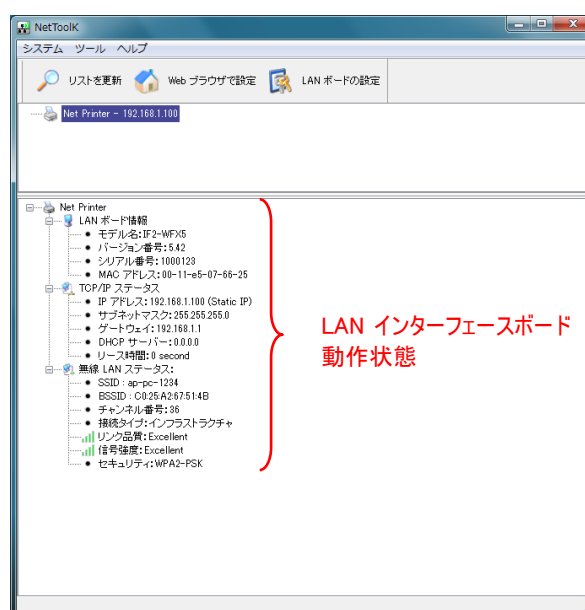 NetToolK
システム ツール ヘルプ
リストを更新 Web ブラウザで設定 LAN ボードの設定
Net Printer - 192.168.1.100
Net Printer
LAN ボード情報
モデル名:IF2-WFX5
バージョン番号:5.42
シリアル番号:1000123
MAC アドレス:00-11-e5-07-66-25
TCP/IP ステータス
IP アドレス:192.168.1.100 (Static IP)
サブネットマスク:255.255.255.0
ゲートウェイ:192.168.1.1
DHCP サーバー:0.0.0.0
リース時間:0 second
無線 LAN ステータス:
SSID : ap-pc-1234
BSSID : C0:25:A2:67:51:4B
チャンネル番号:36
接続タイプ:インフラストラクチャ
リンク品質:Excellent
信号強度:Excellent
セキュリティ:WPA2-PSK
LAN インターフェースボード
動作状態